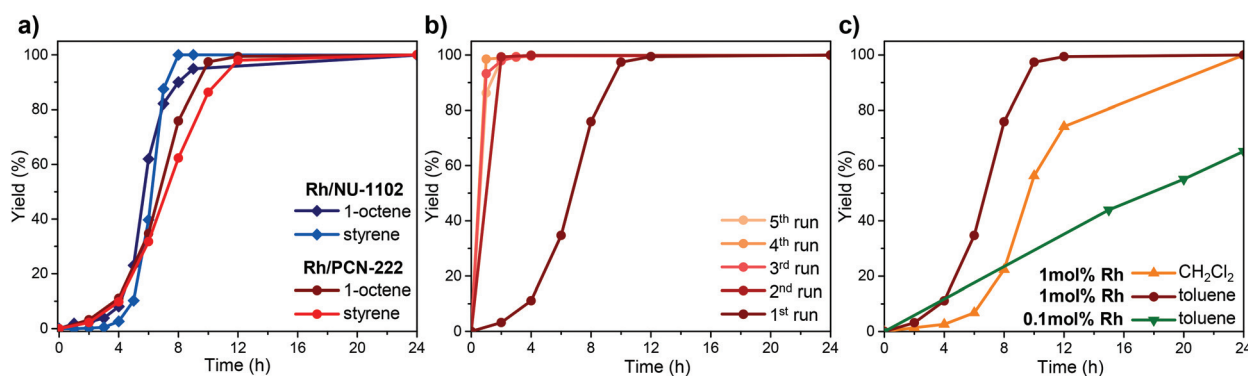 a)
Yield (%)
100
80
60
40
20
0
0 4 8 12 16 20 24
Time (h)
Rh/NU-1102
1-octene
styrene
Rh/PCN-222
1-octene
styrene
b)
Yield (%)
100
80
60
40
20
0
0 4 8 12 16 20 24
Time (h)
5th run
4th run
3rd run
2nd run
1st run
c)
Yield (%)
100
80
60
40
20
0
0 4 8 12 16 20 24
Time (h)
1mol% Rh CH2Cl2
1mol% Rh toluene
0.1mol% Rh toluene